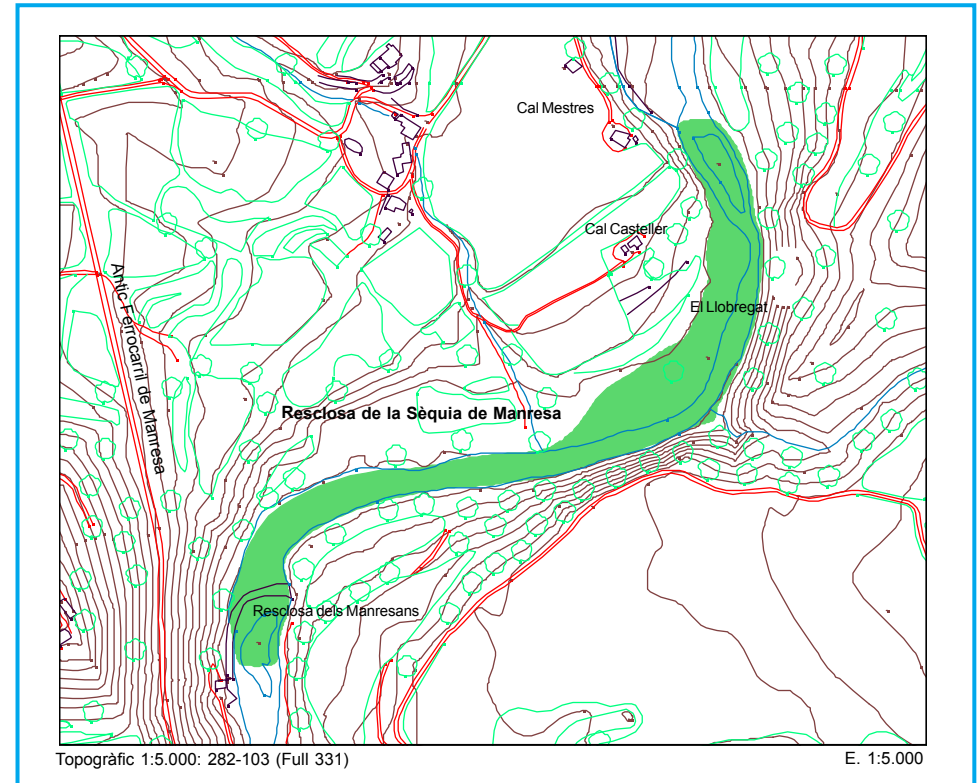 Cal Mestres
Cal Casteller
El Llobregat
Antic Ferrocarril de Manresa
Resclosa de la Sèquia de Manresa
Resclosa dels Manresans
Topogràfic 1:5.000: 282-103 (Full 331)
E. 1:5.000